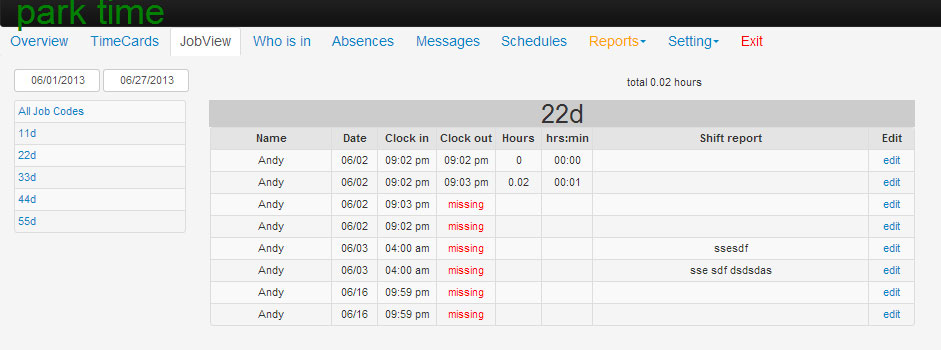 park time
Overview TimeCards JobView Who is in Absences Messages Schedules Reports Setting Exit
06/01/2013 06/27/2013 total 0.02 hours
All Job Codes
11d
22d
33d
44d
55d
22d
Name Date Clock in Clock out Hours hrs:min Shift report Edit
Andy 06/02 09:02 pm 09:02 pm 0 00:00 edit
Andy 06/02 09:02 pm 09:03 pm 0.02 00:01 edit
Andy 06/02 09:03 pm missing edit
Andy 06/02 09:02 pm missing edit
Andy 06/03 04:00 am missing ssesdf edit
Andy 06/03 04:00 am missing sse sdf dsdsdas edit
Andy 06/16 09:59 pm missing edit
Andy 06/16 09:59 pm missing edit